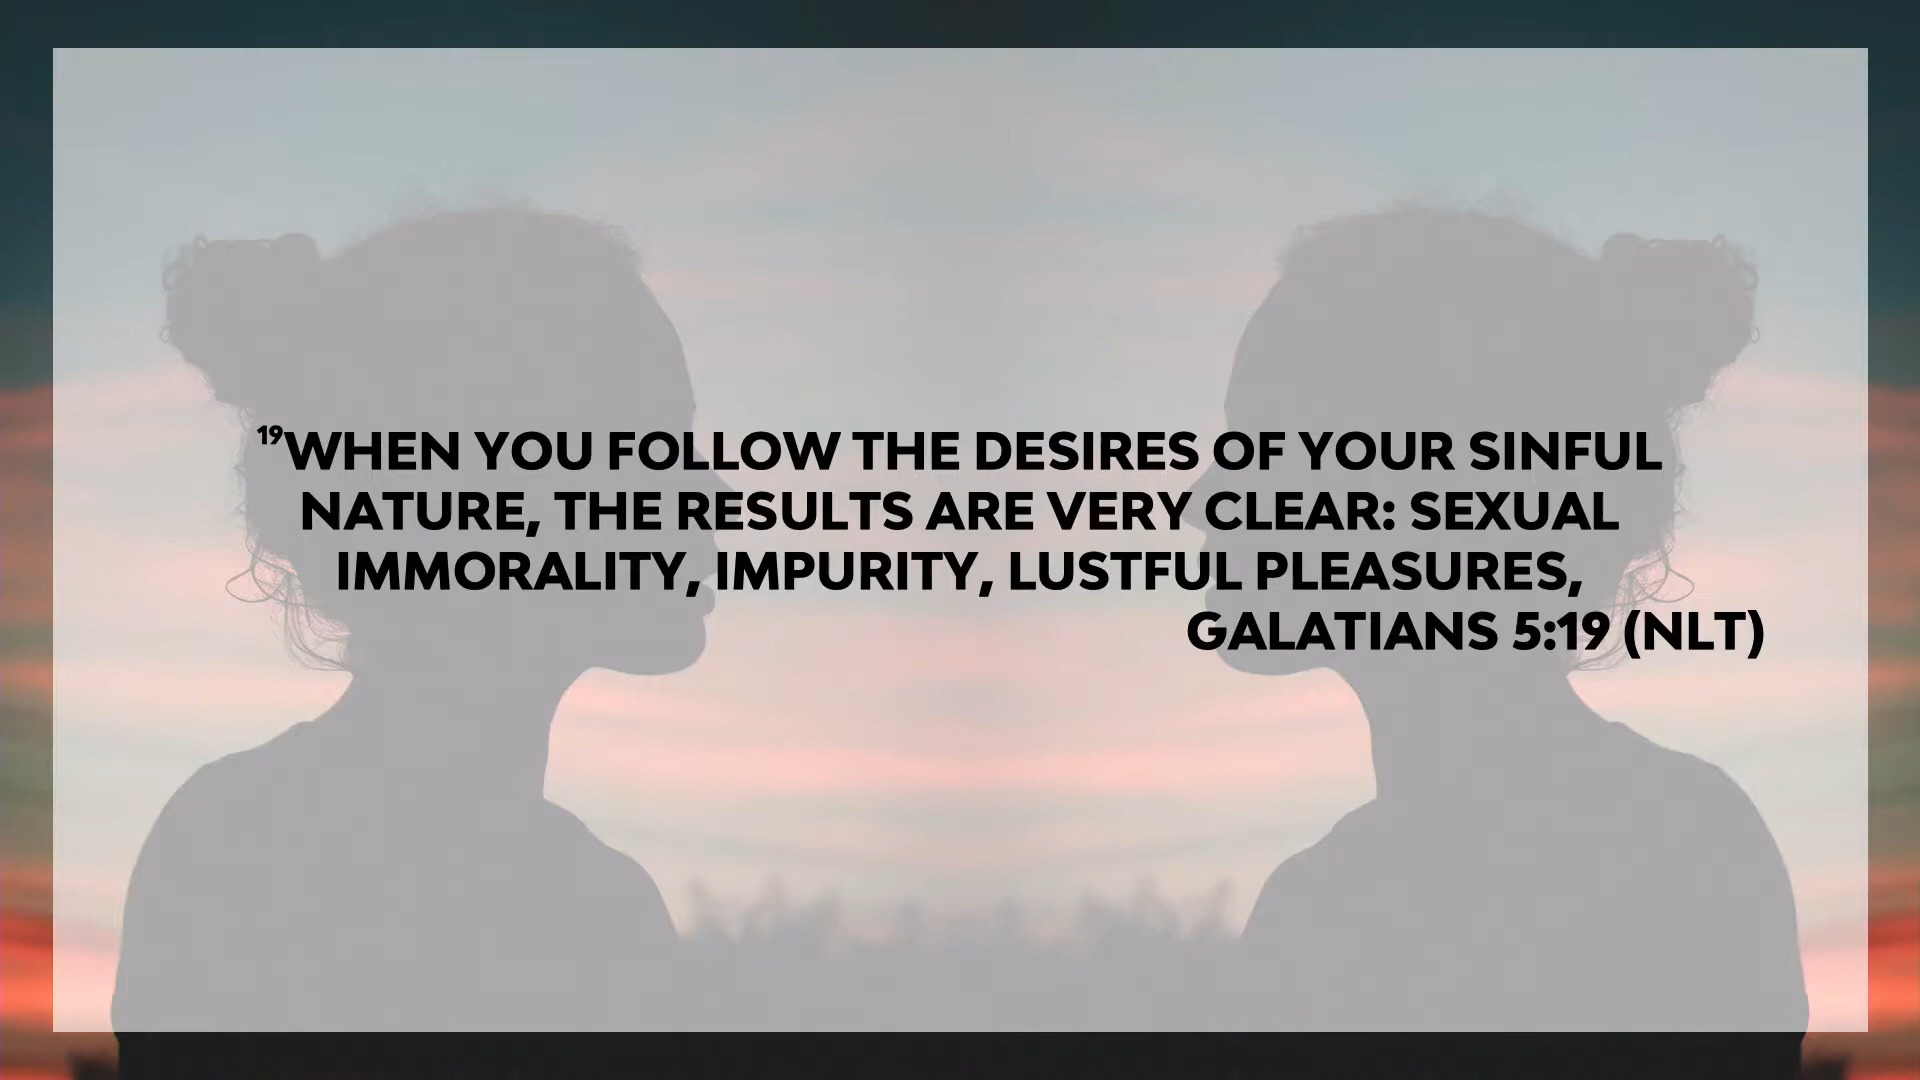 ¹⁹WHEN YOU FOLLOW THE DESIRES OF YOUR SINFUL
NATURE, THE RESULTS ARE VERY CLEAR: SEXUAL
IMMORALITY, IMPURITY, LUSTFUL PLEASURES,
GALATIANS 5:19 (NLT)